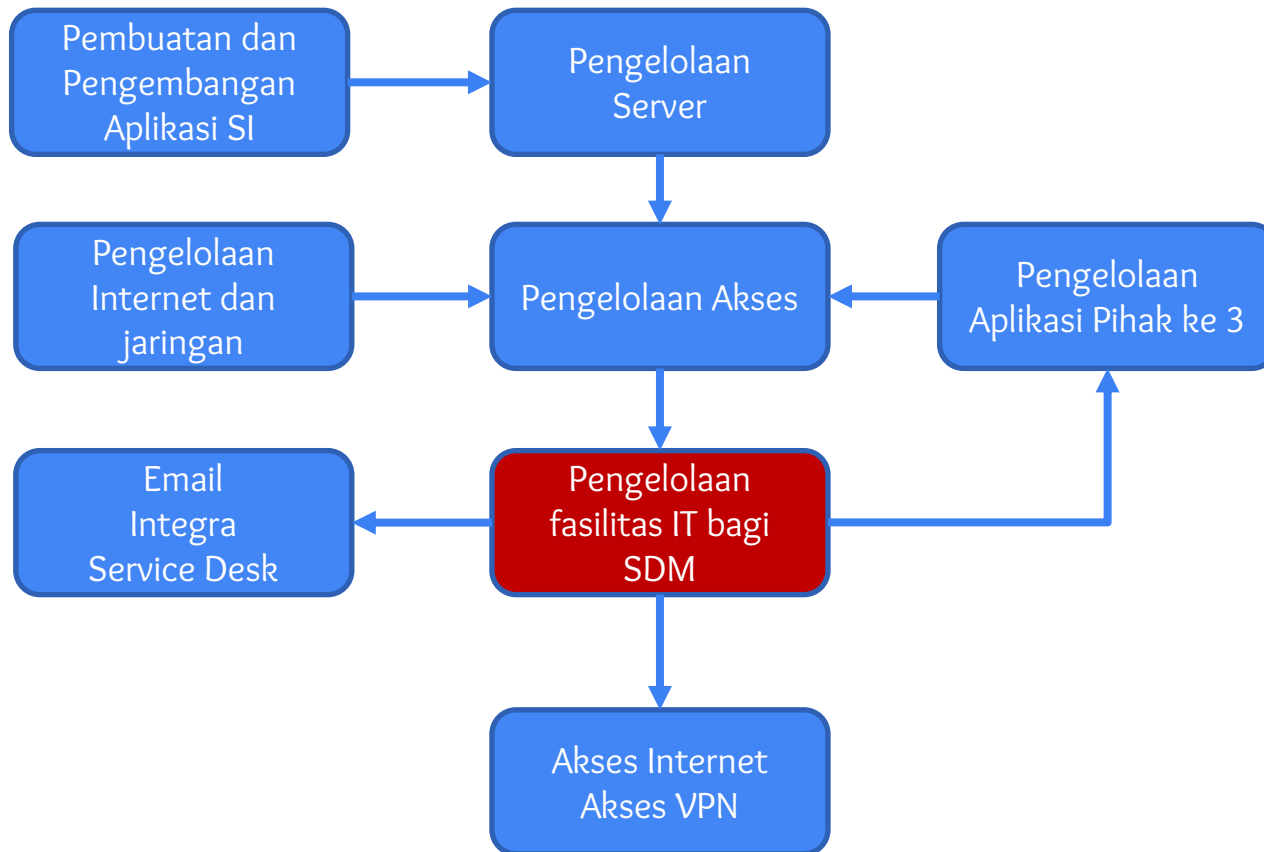 Pembuatan dan
Pengembangan
Aplikasi SI
Pengelolaan
Server
Pengelolaan
Internet dan
jaringan
Pengelolaan Akses
Pengelolaan
Aplikasi Pihak ke 3
Email
Integra
Service Desk
Pengelolaan
fasilitas IT bagi
SDM
Akses Internet
Akses VPN